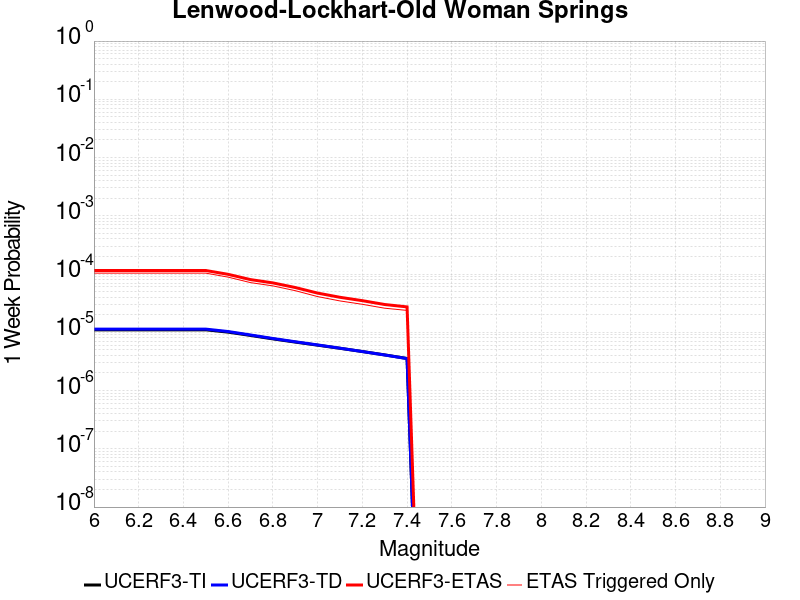 Lenwood-Lockhart-Old Woman Springs
10^0
10^-1
10^-2
10^-3
10^-4
10^-5
10^-6
10^-7
10^-8
1 Week Probability
6 6.2 6.4 6.6 6.8 7 7.2 7.4 7.6 7.8 8 8.2 8.4 8.6 8.8 9
Magnitude
UCERF3-TI UCERF3-TD UCERF3-ETAS ETAS Triggered Only